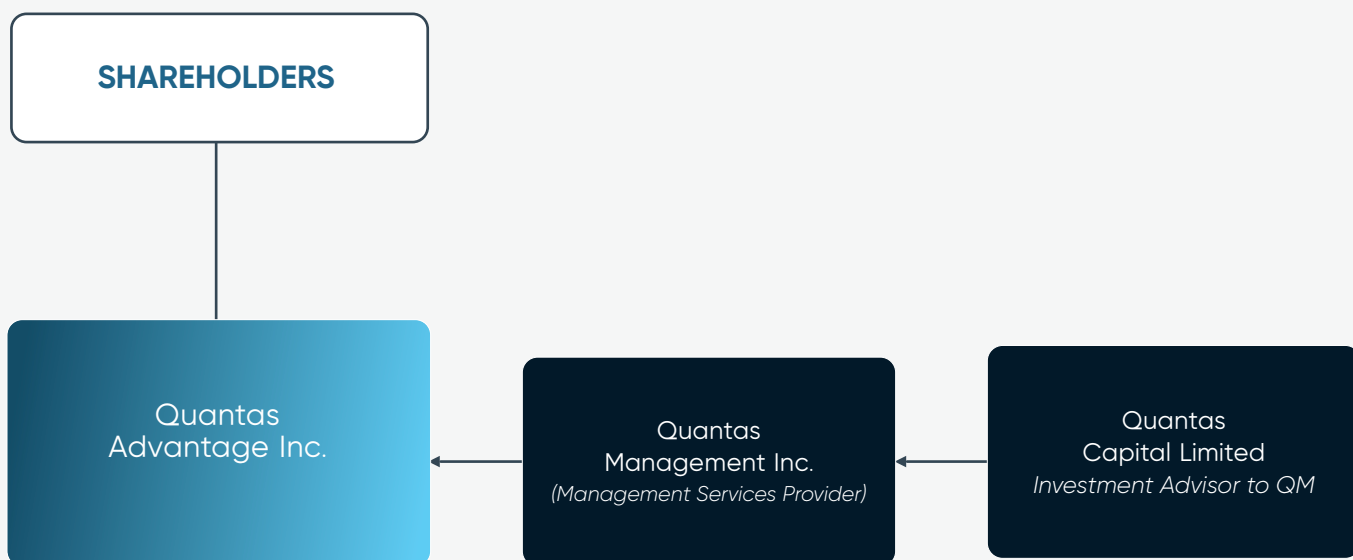 SHAREHOLDERS
Quantas
Advantage Inc.
Quantas
Management Inc.
(Management Services Provider)
Quantas
Capital Limited
Investment Advisor to QM